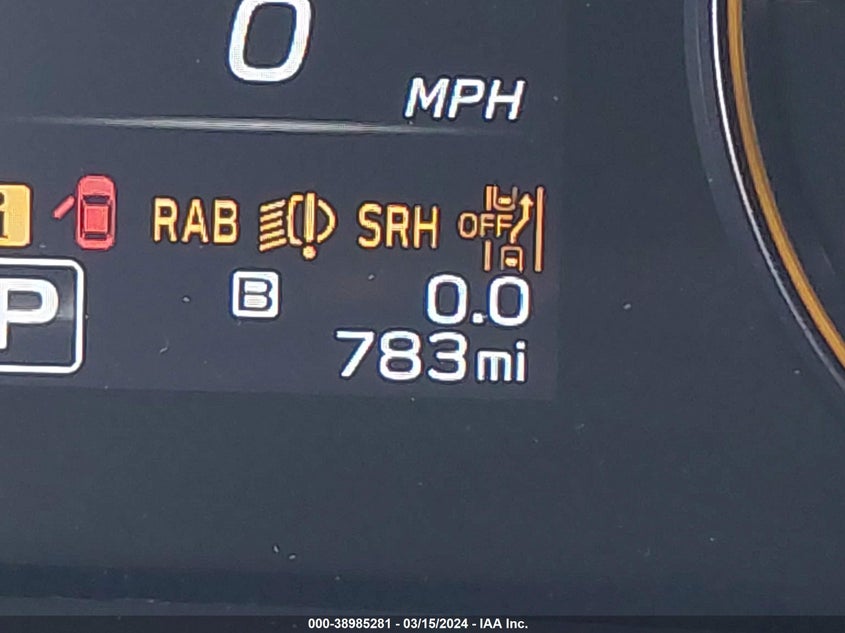 0
MPH
i RAB SRH OFF
P B 0.0
783mi
000-38985281 - 03/15/2024 - IAA Inc.